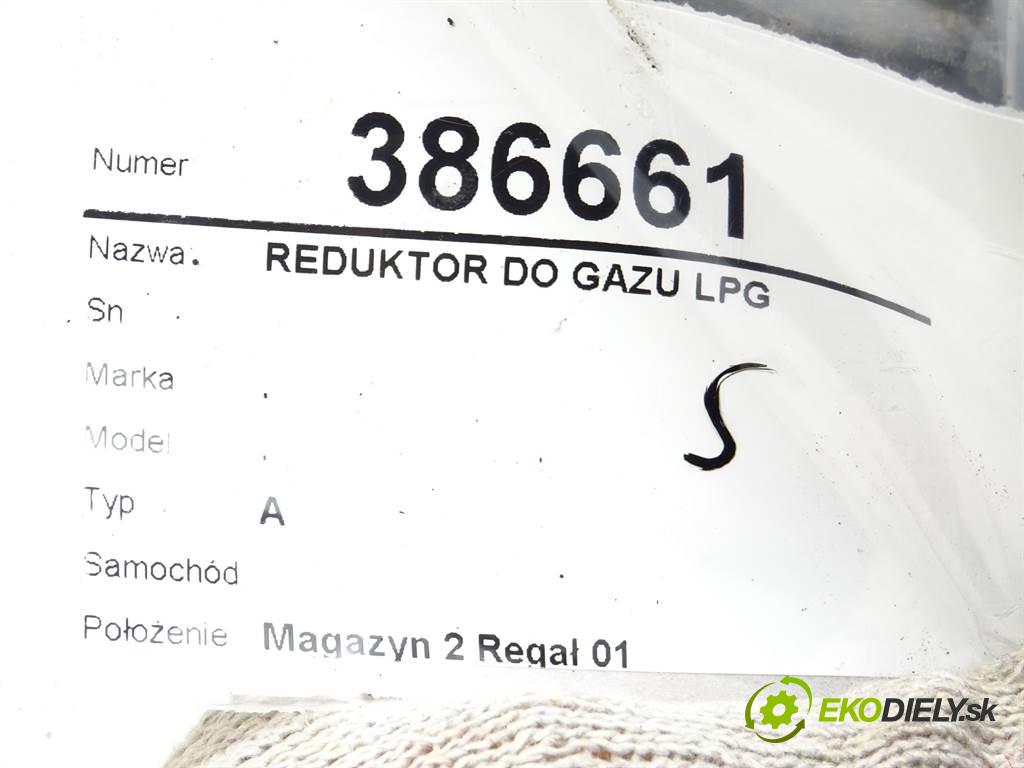 Numer 386661
Nazwa. REDUKTOR DO GAZU LPG
Sn
Marka
S
Model
Typ A
Samochód
Położenie Magazyn 2 Regał 01
EKODIELY.sk